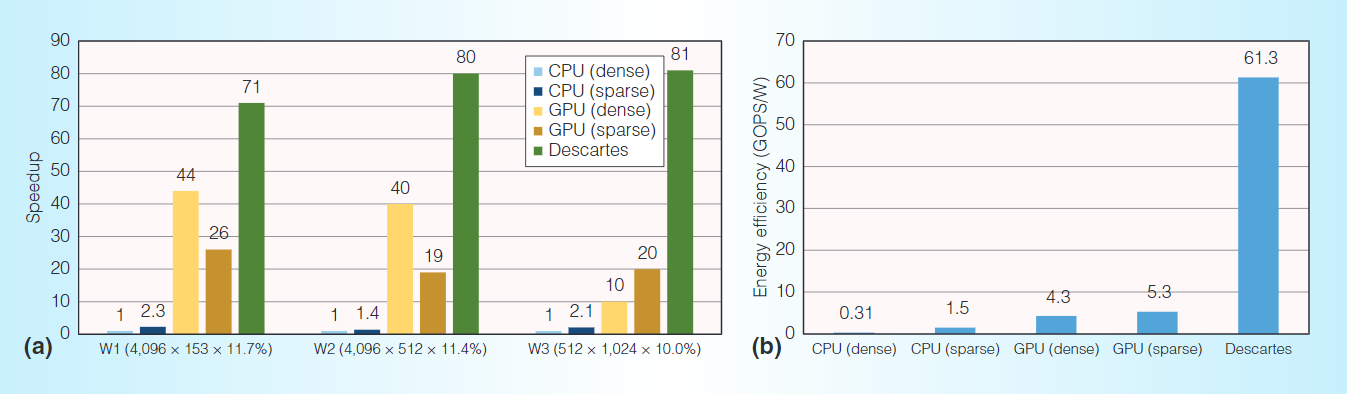 90
80
70
60
50
40
30
20
10
0
Speedup
CPU (dense)
CPU (sparse)
GPU (dense)
GPU (sparse)
Descartes
1
2.3
44
26
71
1
1.4
40
19
80
1
2.1
10
20
81
W1 (4,096 × 153 × 11.7%)
W2 (4,096 × 512 × 11.4%)
W3 (512 × 1,024 × 10.0%)
(a)
70
60
50
40
30
20
10
0
Energy efficiency (GOPS/W)
0.31
1.5
4.3
5.3
61.3
CPU (dense)
CPU (sparse)
GPU (dense)
GPU (sparse)
Descartes
(b)